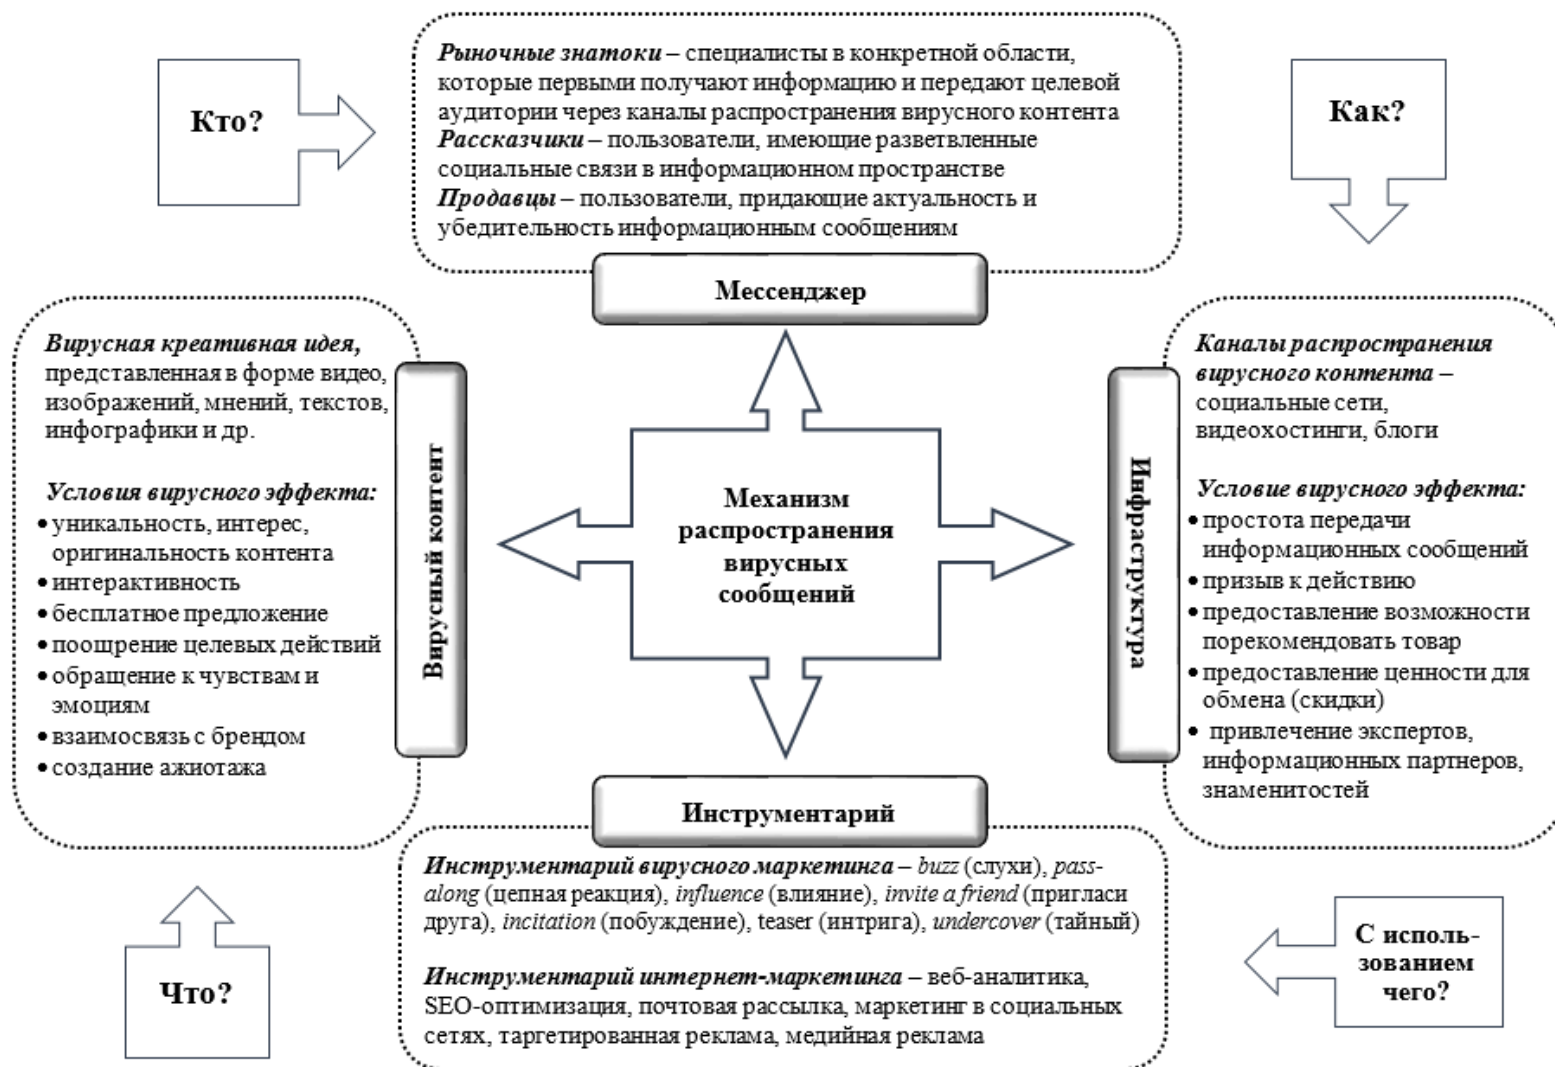 Кто?
Рыночные знатоки – специалисты в конкретной области,
которые первыми получают информацию и передают целевой
аудитории через каналы распространения вирусного контента
Рассказчики – пользователи, имеющие разветвленные
социальные связи в информационном пространстве
Продавцы – пользователи, придающие актуальность и
убедительность информационным сообщениям
Мессенджер
Как?
Вирусная креативная идея,
представленная в форме видео,
изображений, мнений, текстов,
инфографики и др.
Условия вирусного эффекта:
• уникальность, интерес,
оригинальность контента
• интерактивность
• бесплатное предложение
• поощрение целевых действий
• обращение к чувствам и
эмоциям
• взаимосвязь с брендом
• создание ажиотажа
Вирусный контент
Механизм
распространения
вирусных
сообщений
Инфраструктура
Каналы распространения
вирусного контента –
социальные сети,
видеохостинги, блоги
Условие вирусного эффекта:
• простота передачи
информационных сообщений
• призыв к действию
• предоставление возможности
порекомендовать товар
• предоставление ценности для
обмена (скидки)
• привлечение экспертов,
информационных партнеров,
знаменитостей
Инструментарий
Инструментарий вирусного маркетинга – buzz (слухи), pass-
along (цепная реакция), influence (влияние), invite a friend (пригласи
друга), incitation (побуждение), teaser (интрига), undercover (тайный)
Инструментарий интернет-маркетинга – веб-аналитика,
SEO-оптимизация, почтовая рассылка, маркетинг в социальных
сетях, таргетированная реклама, медийная реклама
Что?
С исполь-
зованием
чего?